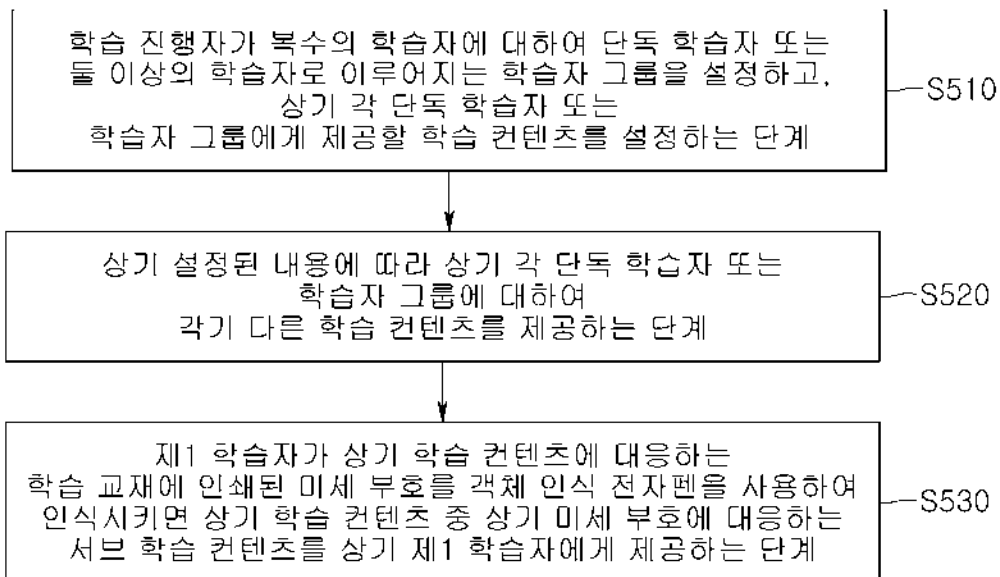 학습 진행자가 복수의 학습자에 대하여 단독 학습자 또는
둘 이상의 학습자로 이루어지는 학습자 그룹을 설정하고,
상기 각 단독 학습자 또는
학습자 그룹에게 제공할 학습 컨텐츠를 설정하는 단계
S510
상기 설정된 내용에 따라 상기 각 단독 학습자 또는
학습자 그룹에 대하여
각기 다른 학습 컨텐츠를 제공하는 단계
S520
제1 학습자가 상기 학습 컨텐츠에 대응하는
학습 교재에 인쇄된 미세 부호를 객체 인식 전자펜을 사용하여
인식시키면 상기 학습 컨텐츠 중 상기 미세 부호에 대응하는
서브 학습 컨텐츠를 상기 제1 학습자에게 제공하는 단계
S530